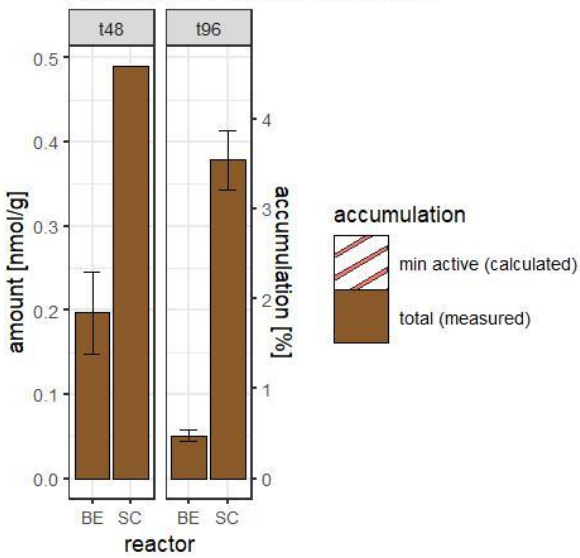 t48 t96
0.5
0.4
0.3
0.2
0.1
0.0
amount [nmol/g]
4
3
2
1
0
accumulation [%]
BE SC BE SC
reactor
accumulation
min active (calculated)
total (measured)